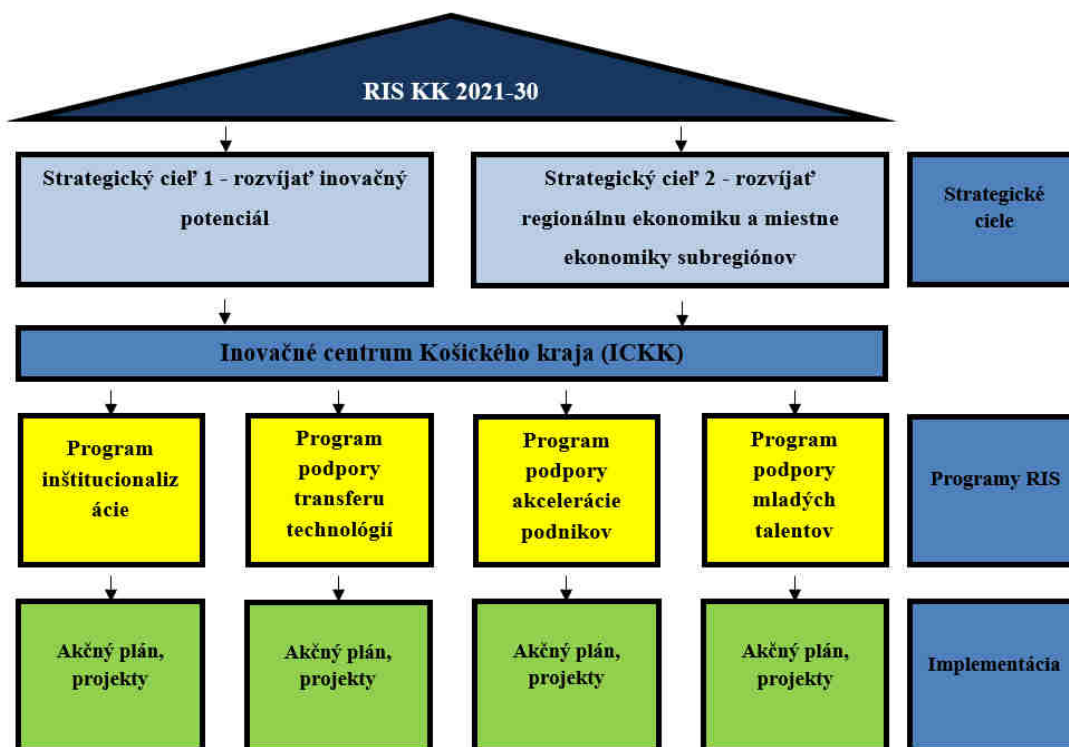 RIS KK 2021-30
Strategický cieľ 1 - rozvíjať inovačný
potenciál
Strategický cieľ 2 - rozvíjať
regionálnu ekonomiku a miestne
ekonomiky subregiónov
Strategické
ciele
Inovačné centrum Košického kraja (ICKK)
Program
inštitucionaliz
ácie
Program
podpory
transferu
technológií
Program
podpory
akcelerácie
podnikov
Program
podpory
mladých
talentov
Programy RIS
Akčný plán,
projekty
Akčný plán,
projekty
Akčný plán,
projekty
Akčný plán,
projekty
Implementácia